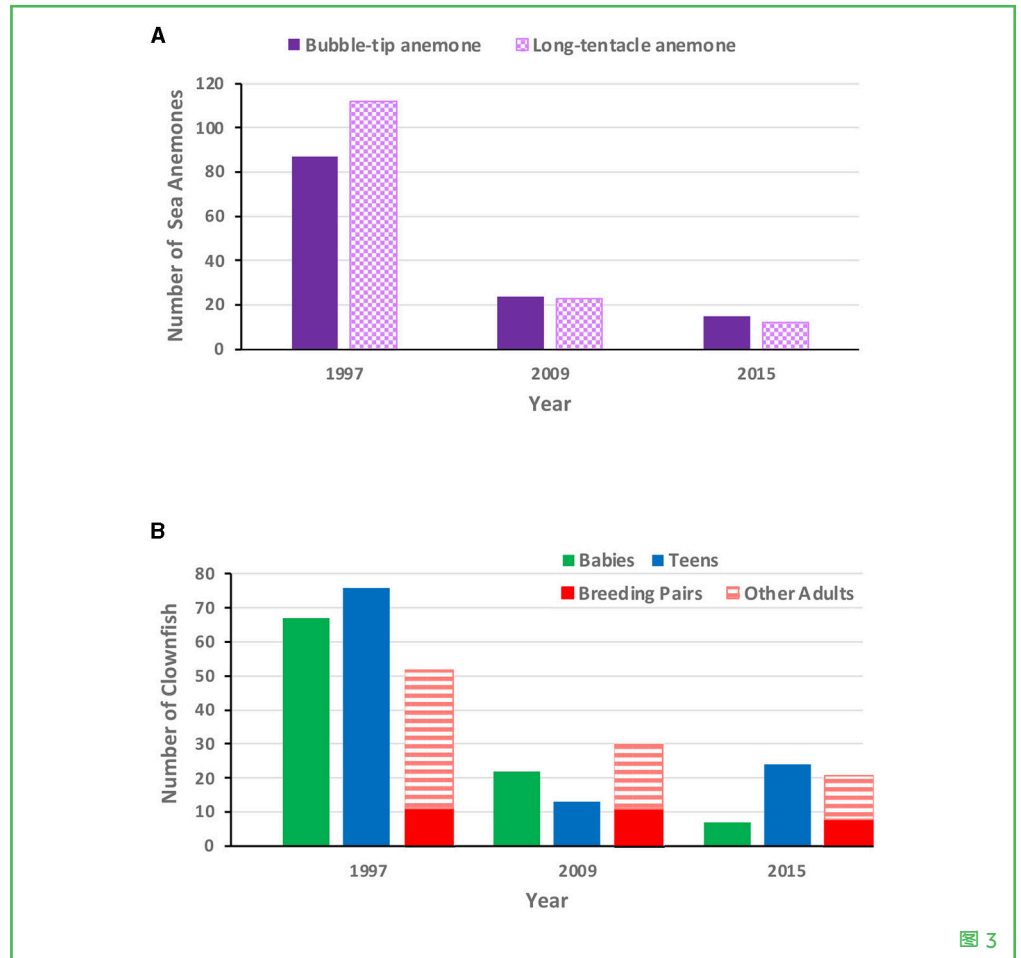 A
Bubble-tip anemone Long-tentacle anemone
Number of Sea Anemones
120
100
80
60
40
20
0
1997 2009 2015
Year
B
Babies Teens
Breeding Pairs Other Adults
Number of Clownfish
80
70
60
50
40
30
20
10
0
1997 2009 2015
Year
图 3